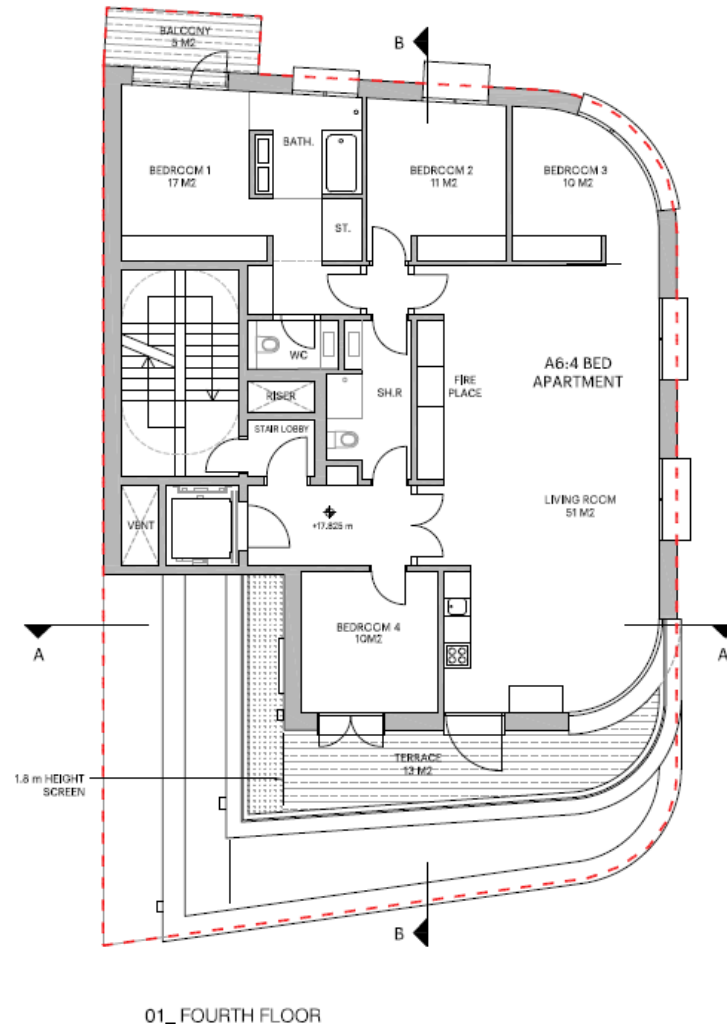 BALCONY
5 M2
B
BATH.
BEDROOM 1
17 M2
BEDROOM 2
11 M2
BEDROOM 3
10 M2
ST.
WC
A6:4 BED
APARTMENT
RISER
SH.R
FIRE
PLACE
STAIR LOBBY
LIVING ROOM
51 M2
VENT
+17.825 m
BEDROOM 4
10M2
A
A
TERRACE
13 M2
1.8 m HEIGHT
SCREEN
B
01_ FOURTH FLOOR